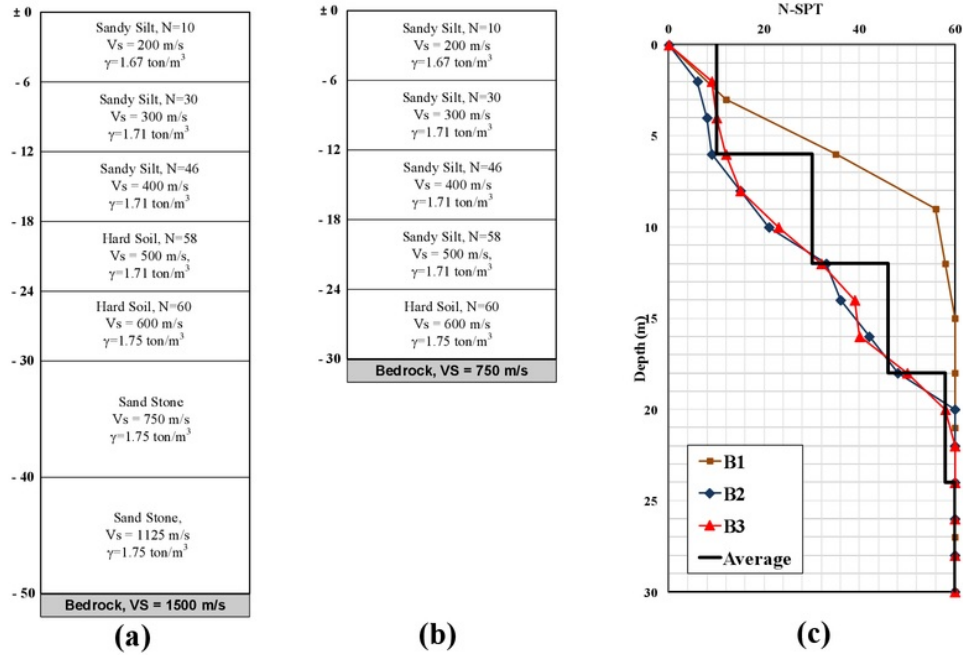 ± 0
Sandy Silt, N=10
Vs = 200 m/s
γ=1.67 ton/m³
- 6
Sandy Silt, N=30
Vs = 300 m/s
γ=1.71 ton/m³
- 12
Sandy Silt, N=46
Vs = 400 m/s
γ=1.71 ton/m³
- 18
Hard Soil, N=58
Vs = 500 m/s,
γ=1.71 ton/m³
- 24
Hard Soil, N=60
Vs = 600 m/s
γ=1.75 ton/m³
- 30
Sand Stone
Vs = 750 m/s
γ=1.75 ton/m³
- 40
Sand Stone,
Vs = 1125 m/s
γ=1.75 ton/m³
- 50
Bedrock, VS = 1500 m/s
(a)
± 0
Sandy Silt, N=10
Vs = 200 m/s
γ=1.67 ton/m³
- 6
Sandy Silt, N=30
Vs = 300 m/s
γ=1.71 ton/m³
- 12
Sandy Silt, N=46
Vs = 400 m/s
γ=1.71 ton/m³
- 18
Sandy Silt, N=58
Vs = 500 m/s,
γ=1.71 ton/m³
- 24
Hard Soil, N=60
Vs = 600 m/s
γ=1.75 ton/m³
- 30
Bedrock, VS = 750 m/s
(b)
N-SPT
0 20 40 60
0
5
10
15
20
25
30
Depth (m)
B1
B2
B3
Average
(c)